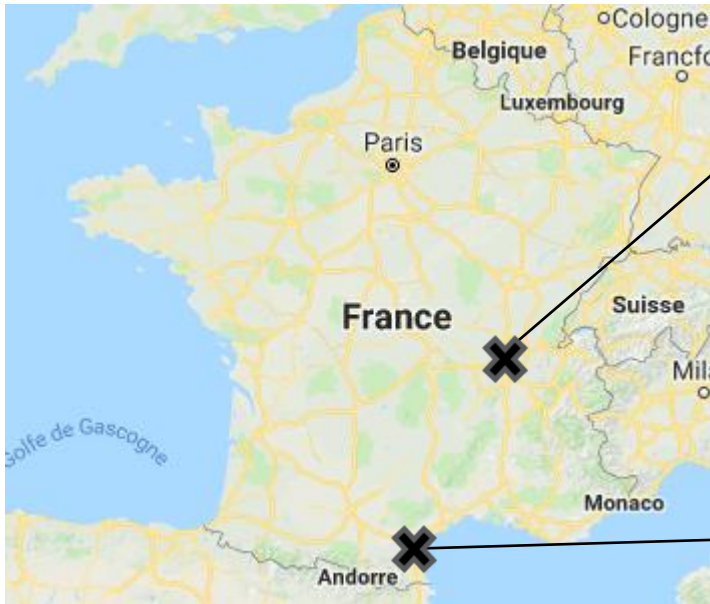 Cologne
Belgique
Francfo
Luxembourg
Paris
France
Suisse
Mila
Golfe de Gascogne
Monaco
Andorre